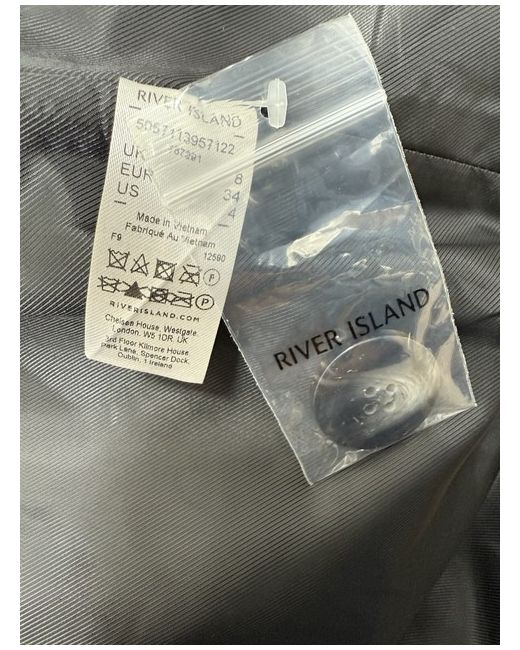 RIVER ISLAND
5057113957122
787391
UK 8
EUR 34
US 4
Made in Vietnam
Fabriqué Au Vietnam
F9 12590
F
P
RIVERISLAND.COM
Chelsea House, Westgate,
London. W5 1DR. UK
3rd Floor Kilmore House
Park Lane, Spencer Dock,
Dublin, 1 Ireland
RIVER ISLAND